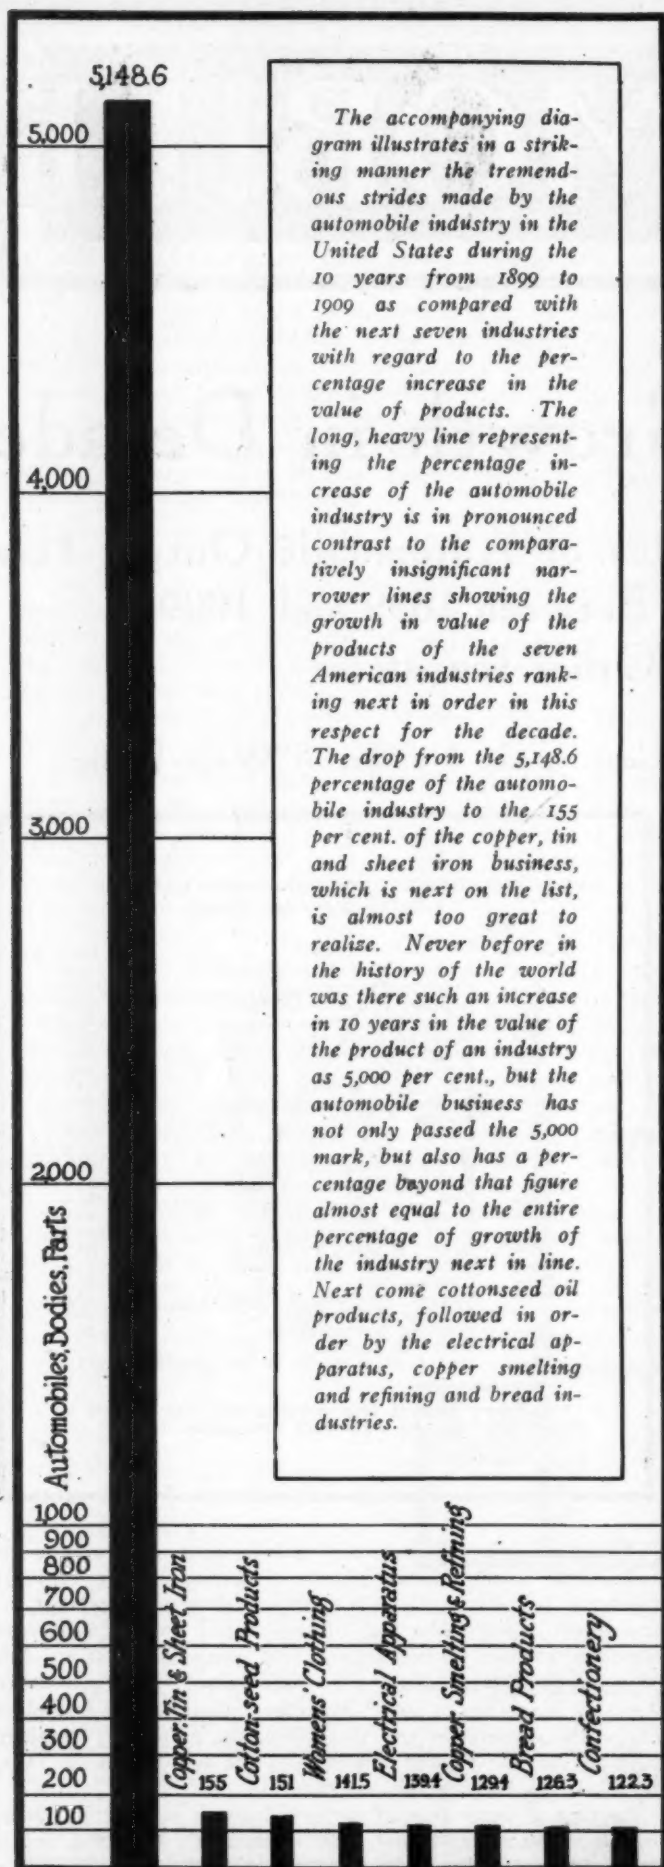 5,148.6
5,000
4,000
3,000
2,000
1000
900
800
700
600
500
400
300
200
100
Automobiles, Bodies, Parts
The accompanying dia-
gram illustrates in a strik-
ing manner the tremend-
ous strides made by the
automobile industry in the
United States during the
10 years from 1899 to
1909 as compared with
the next seven industries
with regard to the per-
centage increase in the
value of products. The
long, heavy line represent-
ing the percentage in-
crease of the automobile
industry is in pronounced
contrast to the compara-
tively insignificant nar-
rower lines showing the
growth in value of the
products of the seven
American industries rank-
ing next in order in this
respect for the decade.
The drop from the 5,148.6
percentage of the automo-
bile industry to the 155
per cent. of the copper, tin
and sheet iron business,
which is next on the list,
is almost too great to
realize. Never before in
the history of the world
was there such an increase
in 10 years in the value of
the product of an industry
as 5,000 per cent., but the
automobile business has
not only passed the 5,000
mark, but also has a per-
centage beyond that figure
almost equal to the entire
percentage of growth of
the industry next in line.
Next come cottonseed oil
products, followed in or-
der by the electrical ap-
paratus, copper smelting
and refining and bread in-
dustries.
Copper, Tin & Sheet Iron
155
Cotton-seed Products
151
Womens' Clothing
141.5
Electrical Apparatus
139.4
Copper Smelting & Refining
129.4
Bread Products
126.3
Confectionery
122.3